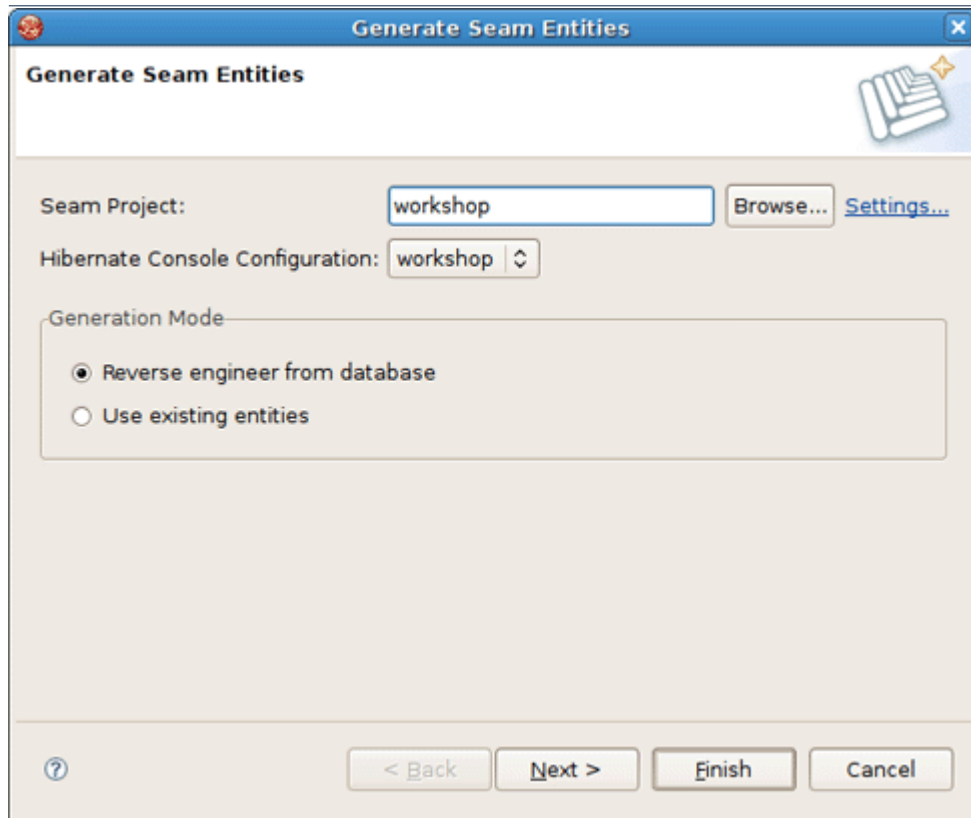 Generate Seam Entities
Generate Seam Entities
Seam Project: workshop Browse... Settings...
Hibernate Console Configuration: workshop
Generation Mode
Reverse engineer from database
Use existing entities
? < Back Next > Finish Cancel